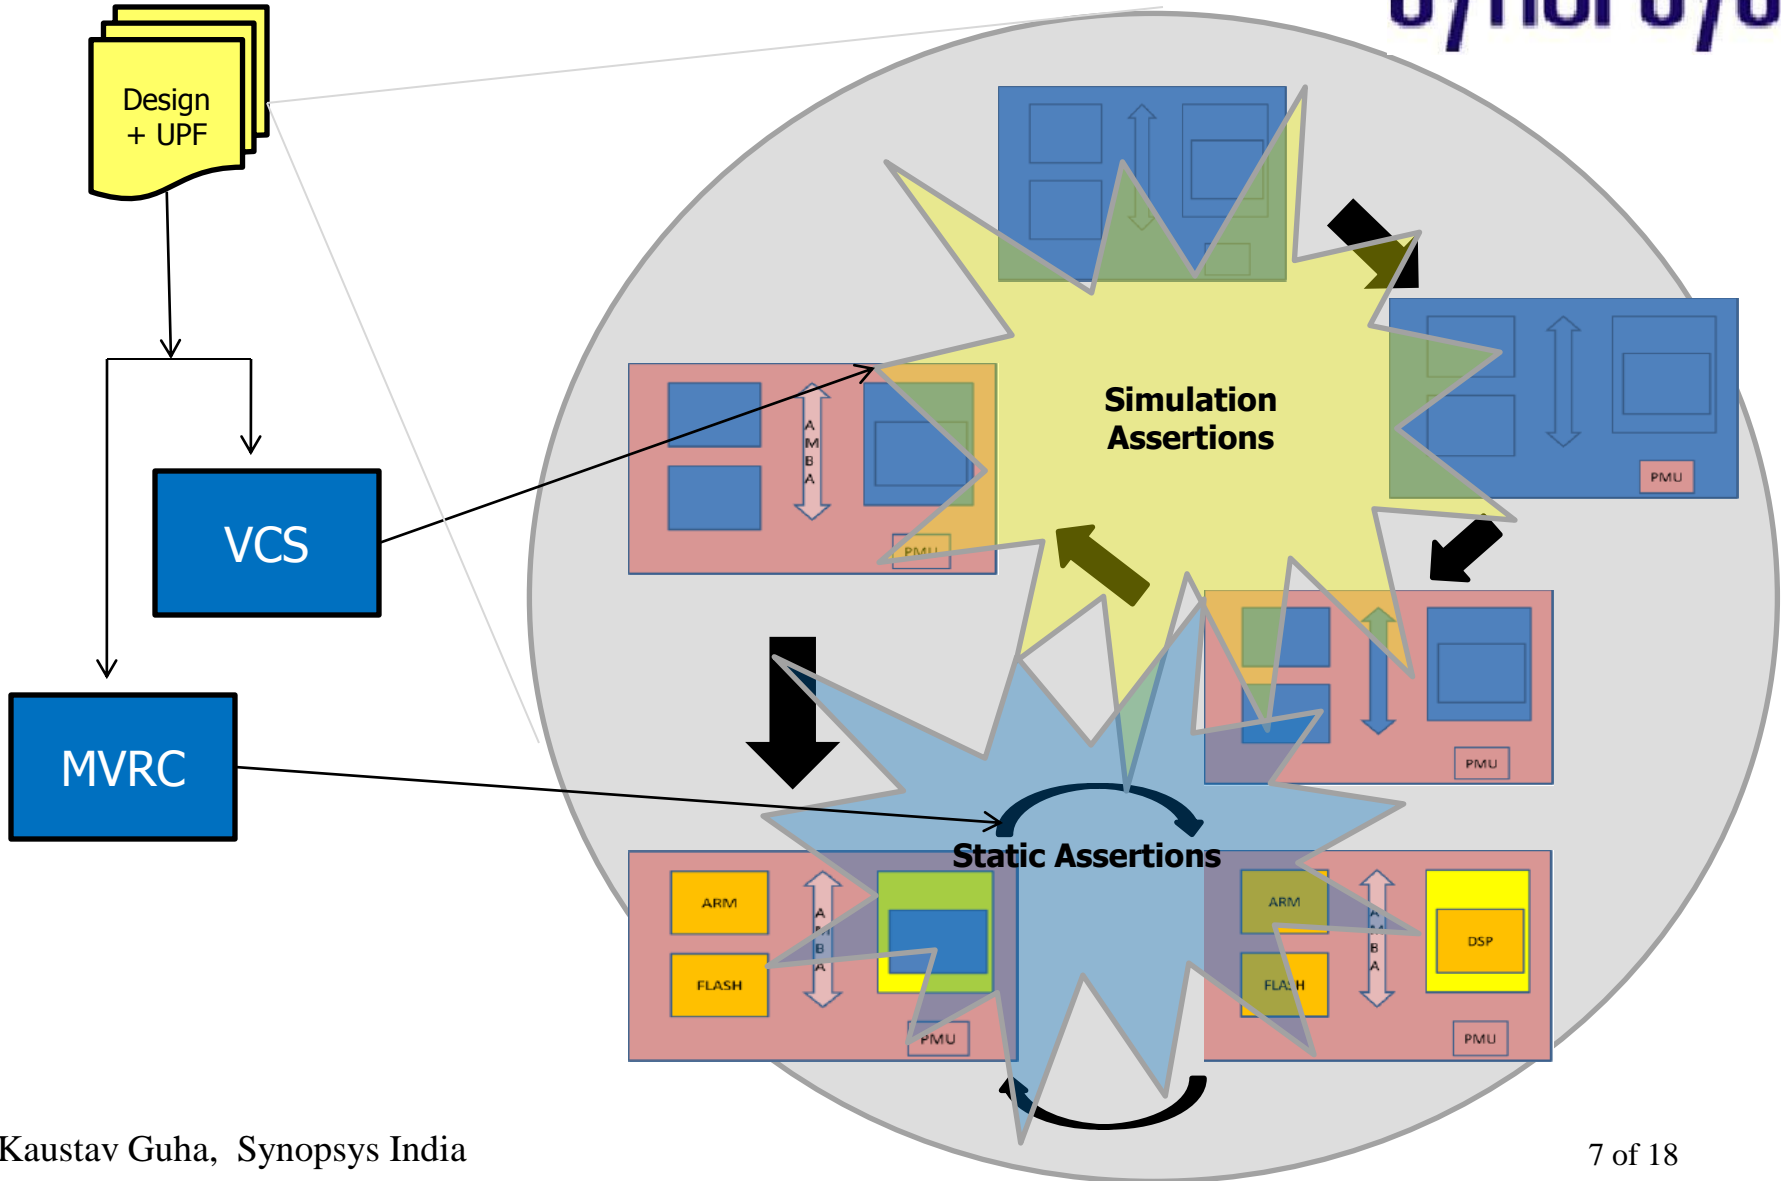 Design
+ UPF
Simulation
Assertions
A
M
B
A
PMU
PMU
VCS
PMU
MVRC
Static Assertions
ARM
FLASH
A
M
B
A
PMU
ARM
FLASH
A
M
B
A
DSP
PMU
Kaustav Guha, Synopsys India
7 of 18